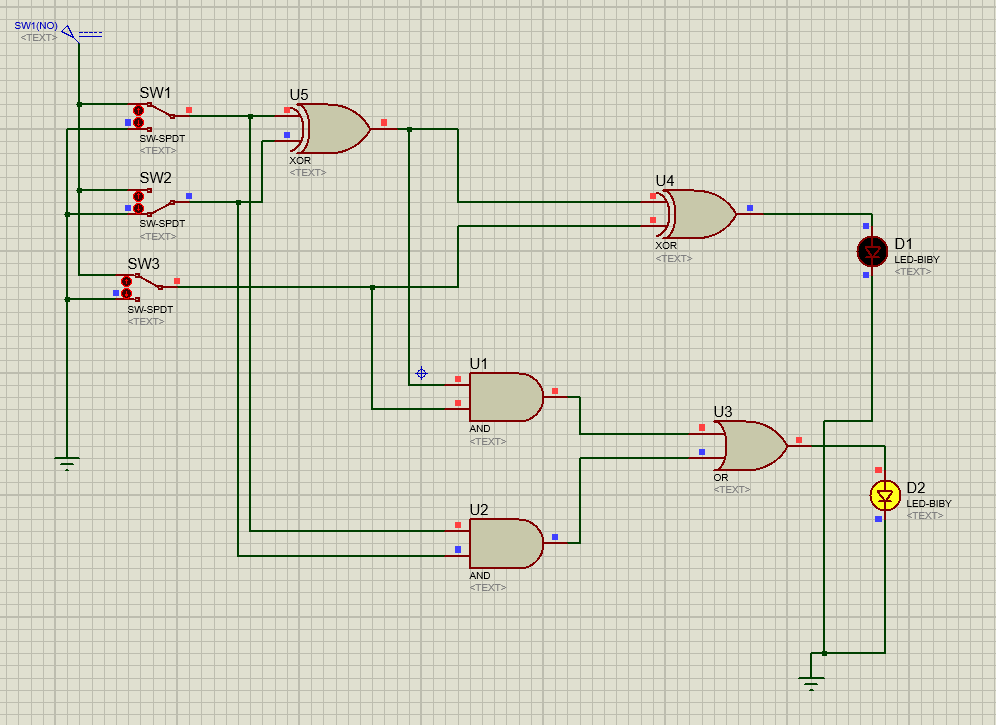 SW1(NO)
<TEXT>
SW1
SW-SPDT
<TEXT>
U5
XOR
<TEXT>
SW2
SW-SPDT
<TEXT>
U4
XOR
<TEXT>
D1
LED-BIBY
<TEXT>
SW3
SW-SPDT
<TEXT>
U1
AND
<TEXT>
U3
OR
<TEXT>
D2
LED-BIBY
<TEXT>
U2
AND
<TEXT>